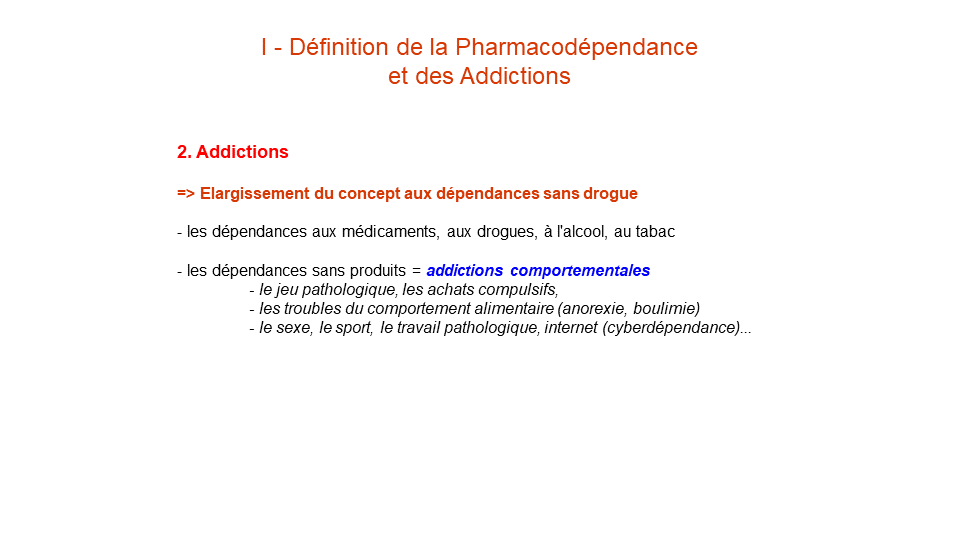 I - Définition de la Pharmacodépendance
et des Addictions
2. Addictions
=> Elargissement du concept aux dépendances sans drogue
- les dépendances aux médicaments, aux drogues, à l'alcool, au tabac
- les dépendances sans produits = addictions comportementales
- le jeu pathologique, les achats compulsifs,
- les troubles du comportement alimentaire (anorexie, boulimie)
- le sexe, le sport, le travail pathologique, internet (cyberdépendance)...